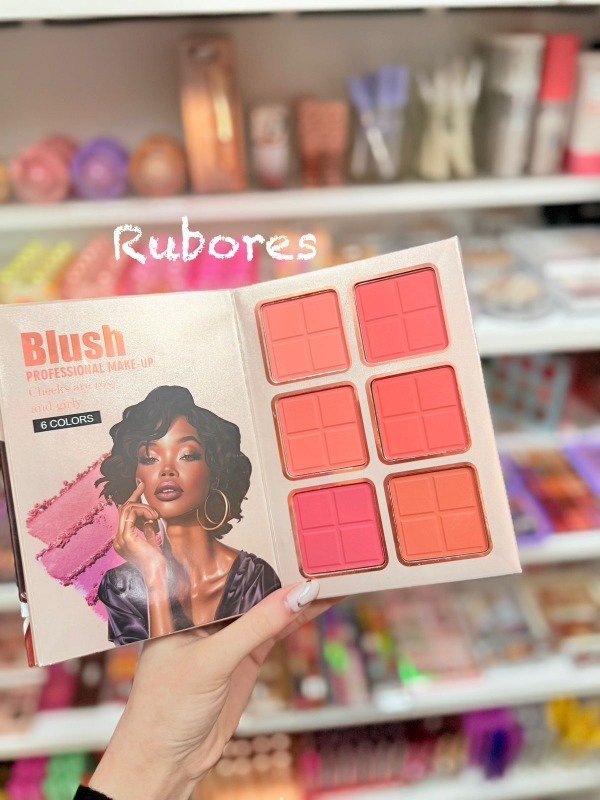 Rubores
Blush
PROFESSIONAL MAKE-UP
Cheeks are rosy
and girly
6 COLORS